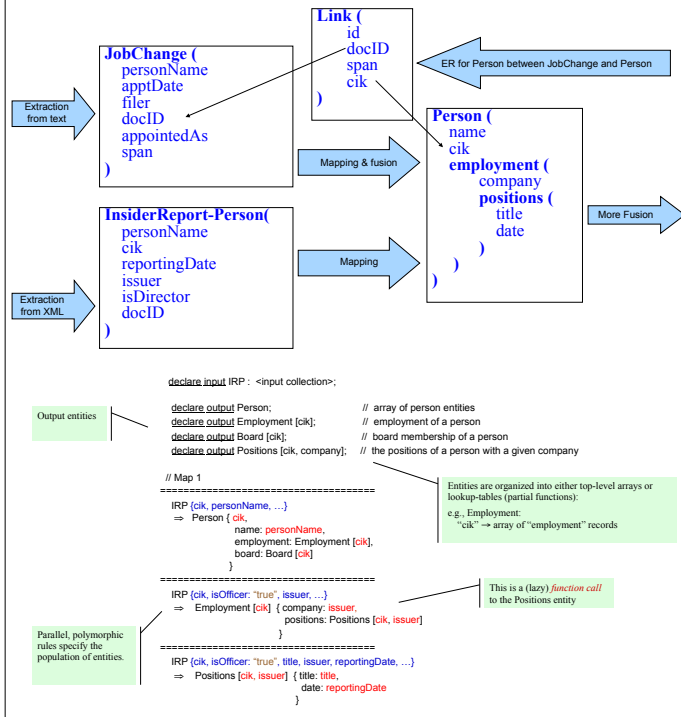 Link (
id
docID
span
cik
)
ER for Person between JobChange and Person
JobChange (
personName
apptDate
filer
docID
appointedAs
span
)
Extraction
from text
Mapping & fusion
Person (
name
cik
employment (
company
positions (
title
date
)
)
)
More Fusion
InsiderReport-Person(
personName
cik
reportingDate
issuer
isDirector
docID
)
Mapping
Extraction
from XML
declare input IRP : <input collection>;
Output entities
declare output Person; // array of person entities
declare output Employment [cik]; // employment of a person
declare output Board [cik]; // board membership of a person
declare output Positions [cik, company]; // the positions of a person with a given company
// Map 1
===================================
IRP {cik, personName, …}
⇒ Person { cik,
name: personName,
employment: Employment [cik],
board: Board [cik]
}
Entities are organized into either top-level arrays or
lookup-tables (partial functions):
e.g., Employment:
“cik” → array of “employment” records
===================================
IRP {cik, isOfficer: “true”, issuer, …}
⇒ Employment [cik] { company: issuer,
positions: Positions [cik, issuer]
}
This is a (lazy) function call
to the Positions entity
Parallel, polymorphic
rules specify the
population of entities.
===================================
IRP {cik, isOfficer: “true”, title, issuer, reportingDate, …}
⇒ Positions [cik, issuer] { title: title,
date: reportingDate
}